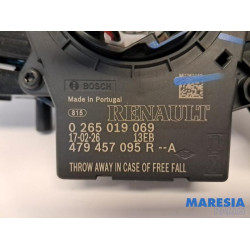 BOSCH
Made in Portugal
815
RENAULT
0 265 019 069
17-02-26 13EB
479 457 095 R --A
THROW AWAY IN CASE OF FREE FALL
MARESIA